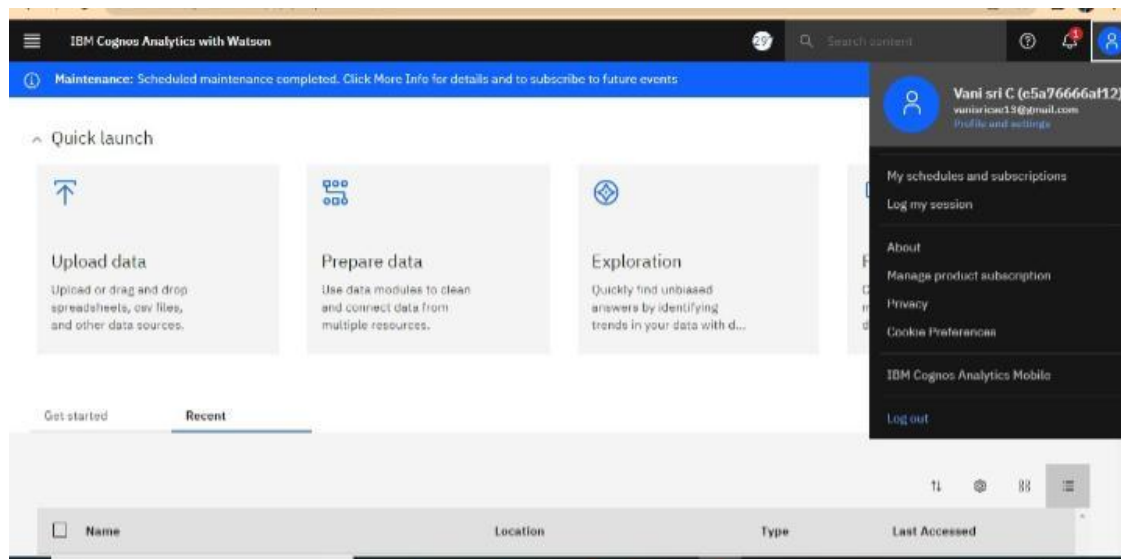 IBM Cognos Analytics with Watson
29
Search content
1
Maintenance: Scheduled maintenance completed. Click More Info for details and to subscribe to future events
Vani sri C (e5a76666af12)
Profile and settings
Quick launch
My schedules and subscriptions
Log my session
Upload data
Upload or drag and drop
spreadsheets, csv files,
and other data sources.
Prepare data
Use data modules to clean
and connect data from
multiple resources.
Exploration
Quickly find unbiased
answers by identifying
trends in your data with d...
About
Manage product subscription
Privacy
Cookie Preferences
IBM Cognos Analytics Mobile
Log out
Get started
Recent
Name
Location
Type
Last Accessed